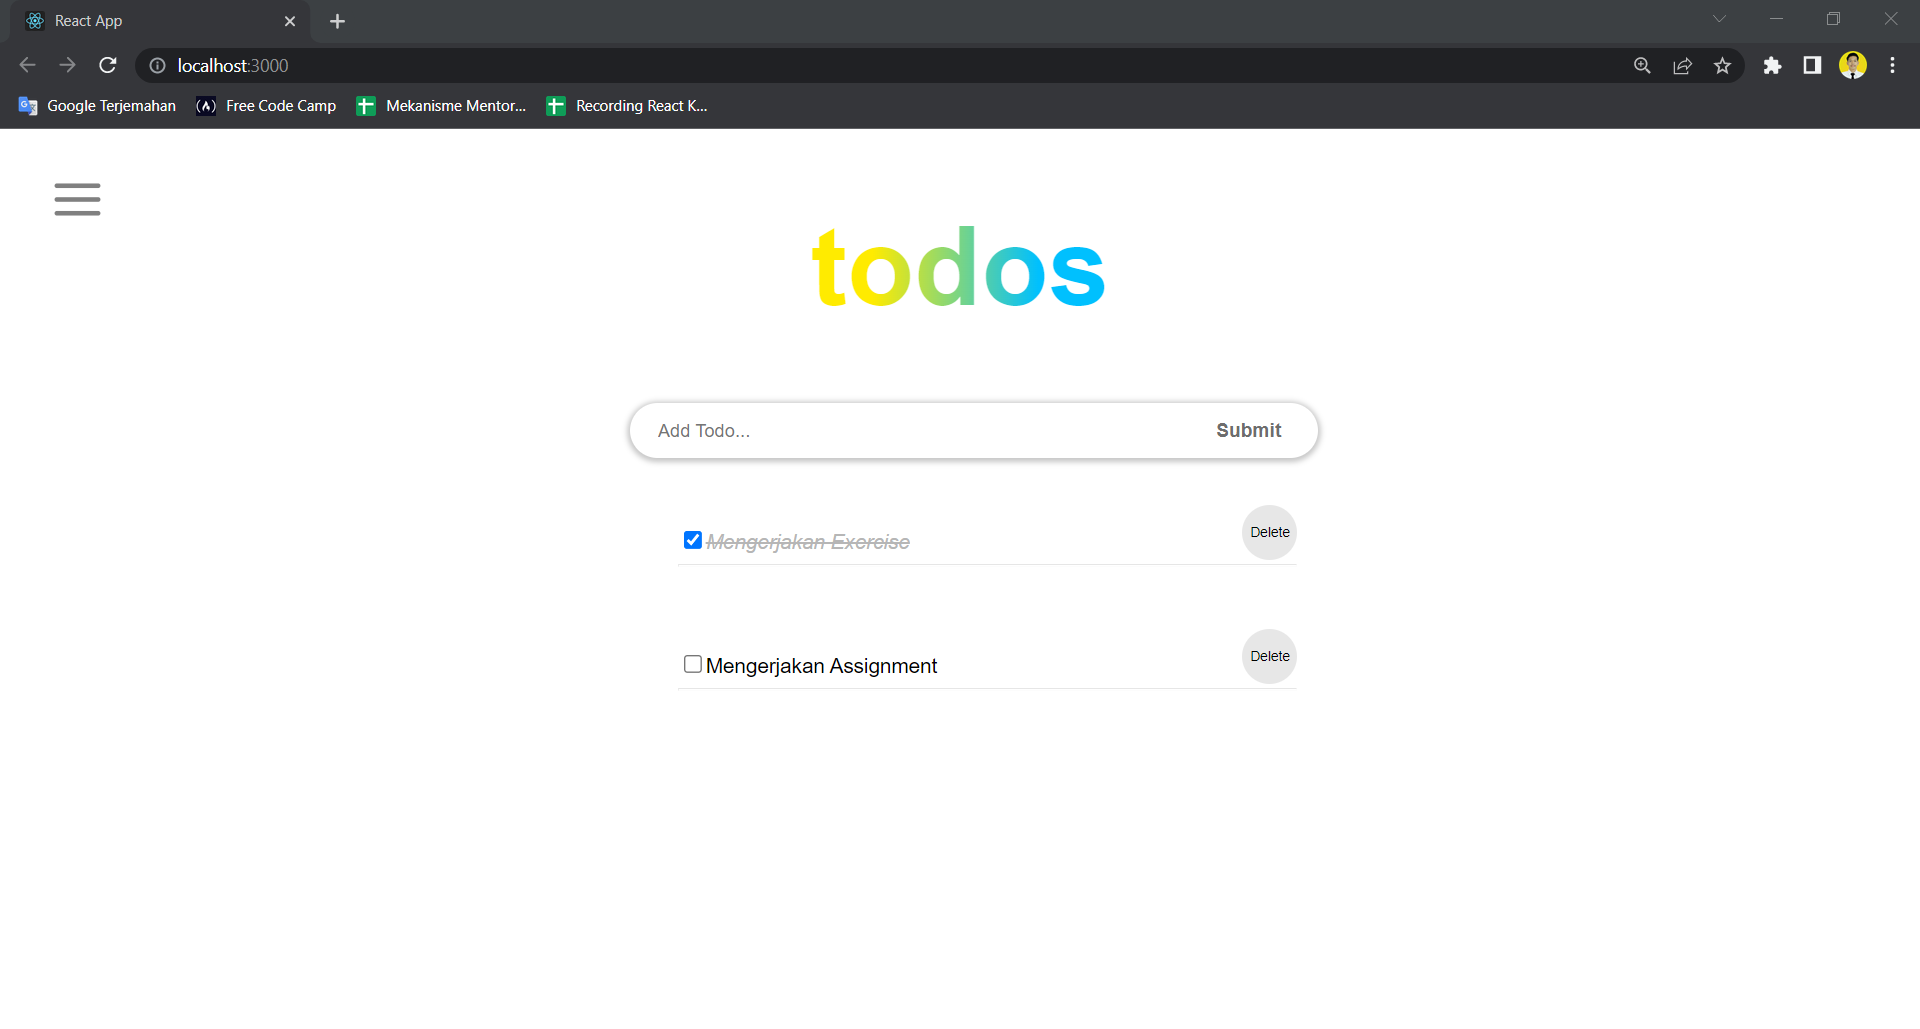 React App
localhost:3000
Google Terjemahan Free Code Camp Mekanisme Mentor... Recording React K...
todos
Add Todo... Submit
Mengerjakan Exercise Delete
Mengerjakan Assignment Delete